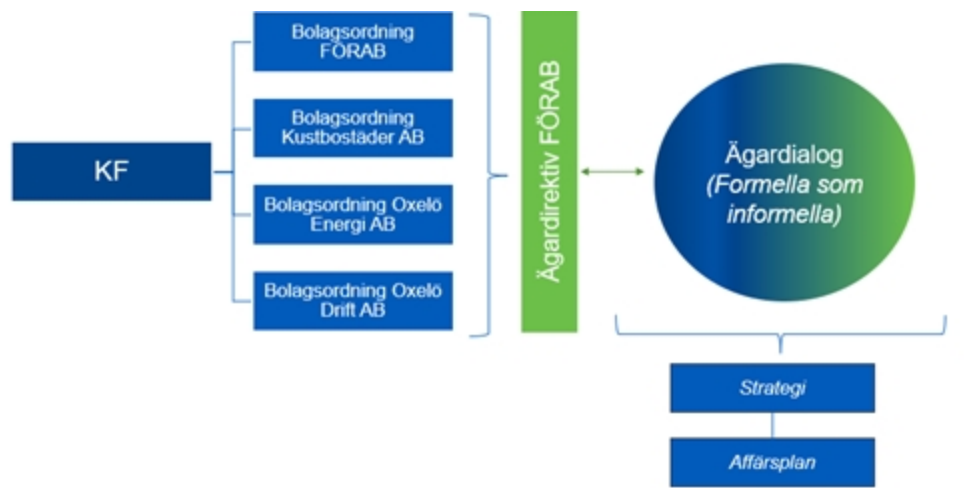 KF
Bolagsordning
FÖRAB
Bolagsordning
Kustbostäder AB
Bolagsordning Oxelö
Energi AB
Bolagsordning Oxelö
Drift AB
Ägardirektiv FÖRAB
Ägardialog
(Formella som
informella)
Strategi
Affärsplan